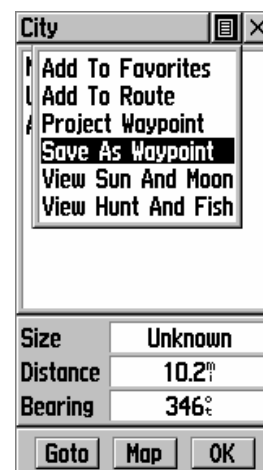 City
Add To Favorites
Add To Route
Project Waypoint
Save As Waypoint
View Sun And Moon
View Hunt And Fish
Size Unknown
Distance 10.2mi
Bearing 346°t
Goto Map OK